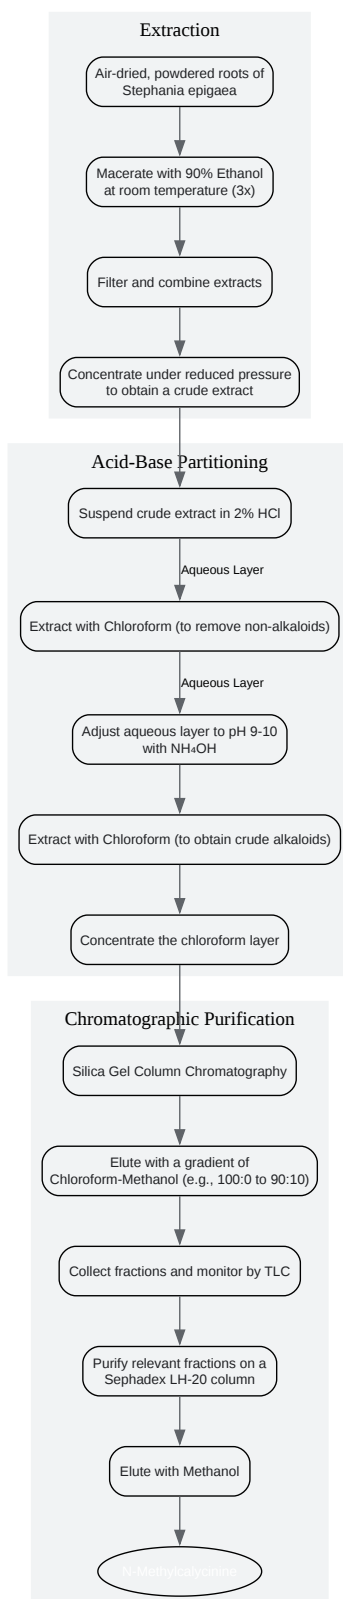 Extraction
Air-dried, powdered roots of
Stephania epigaea
Macerate with 90% Ethanol
at room temperature (3x)
Filter and combine extracts
Concentrate under reduced pressure
to obtain a crude extract
Acid-Base Partitioning
Suspend crude extract in 2% HCl
Aqueous Layer
Extract with Chloroform (to remove non-alkaloids)
Aqueous Layer
Adjust aqueous layer to pH 9-10
with NH₄OH
Extract with Chloroform (to obtain crude alkaloids)
Concentrate the chloroform layer
Chromatographic Purification
Silica Gel Column Chromatography
Elute with a gradient of
Chloroform-Methanol (e.g., 100:0 to 90:10)
Collect fractions and monitor by TLC
Purify relevant fractions on a
Sephadex LH-20 column
Elute with Methanol
N-Methylcalycinine